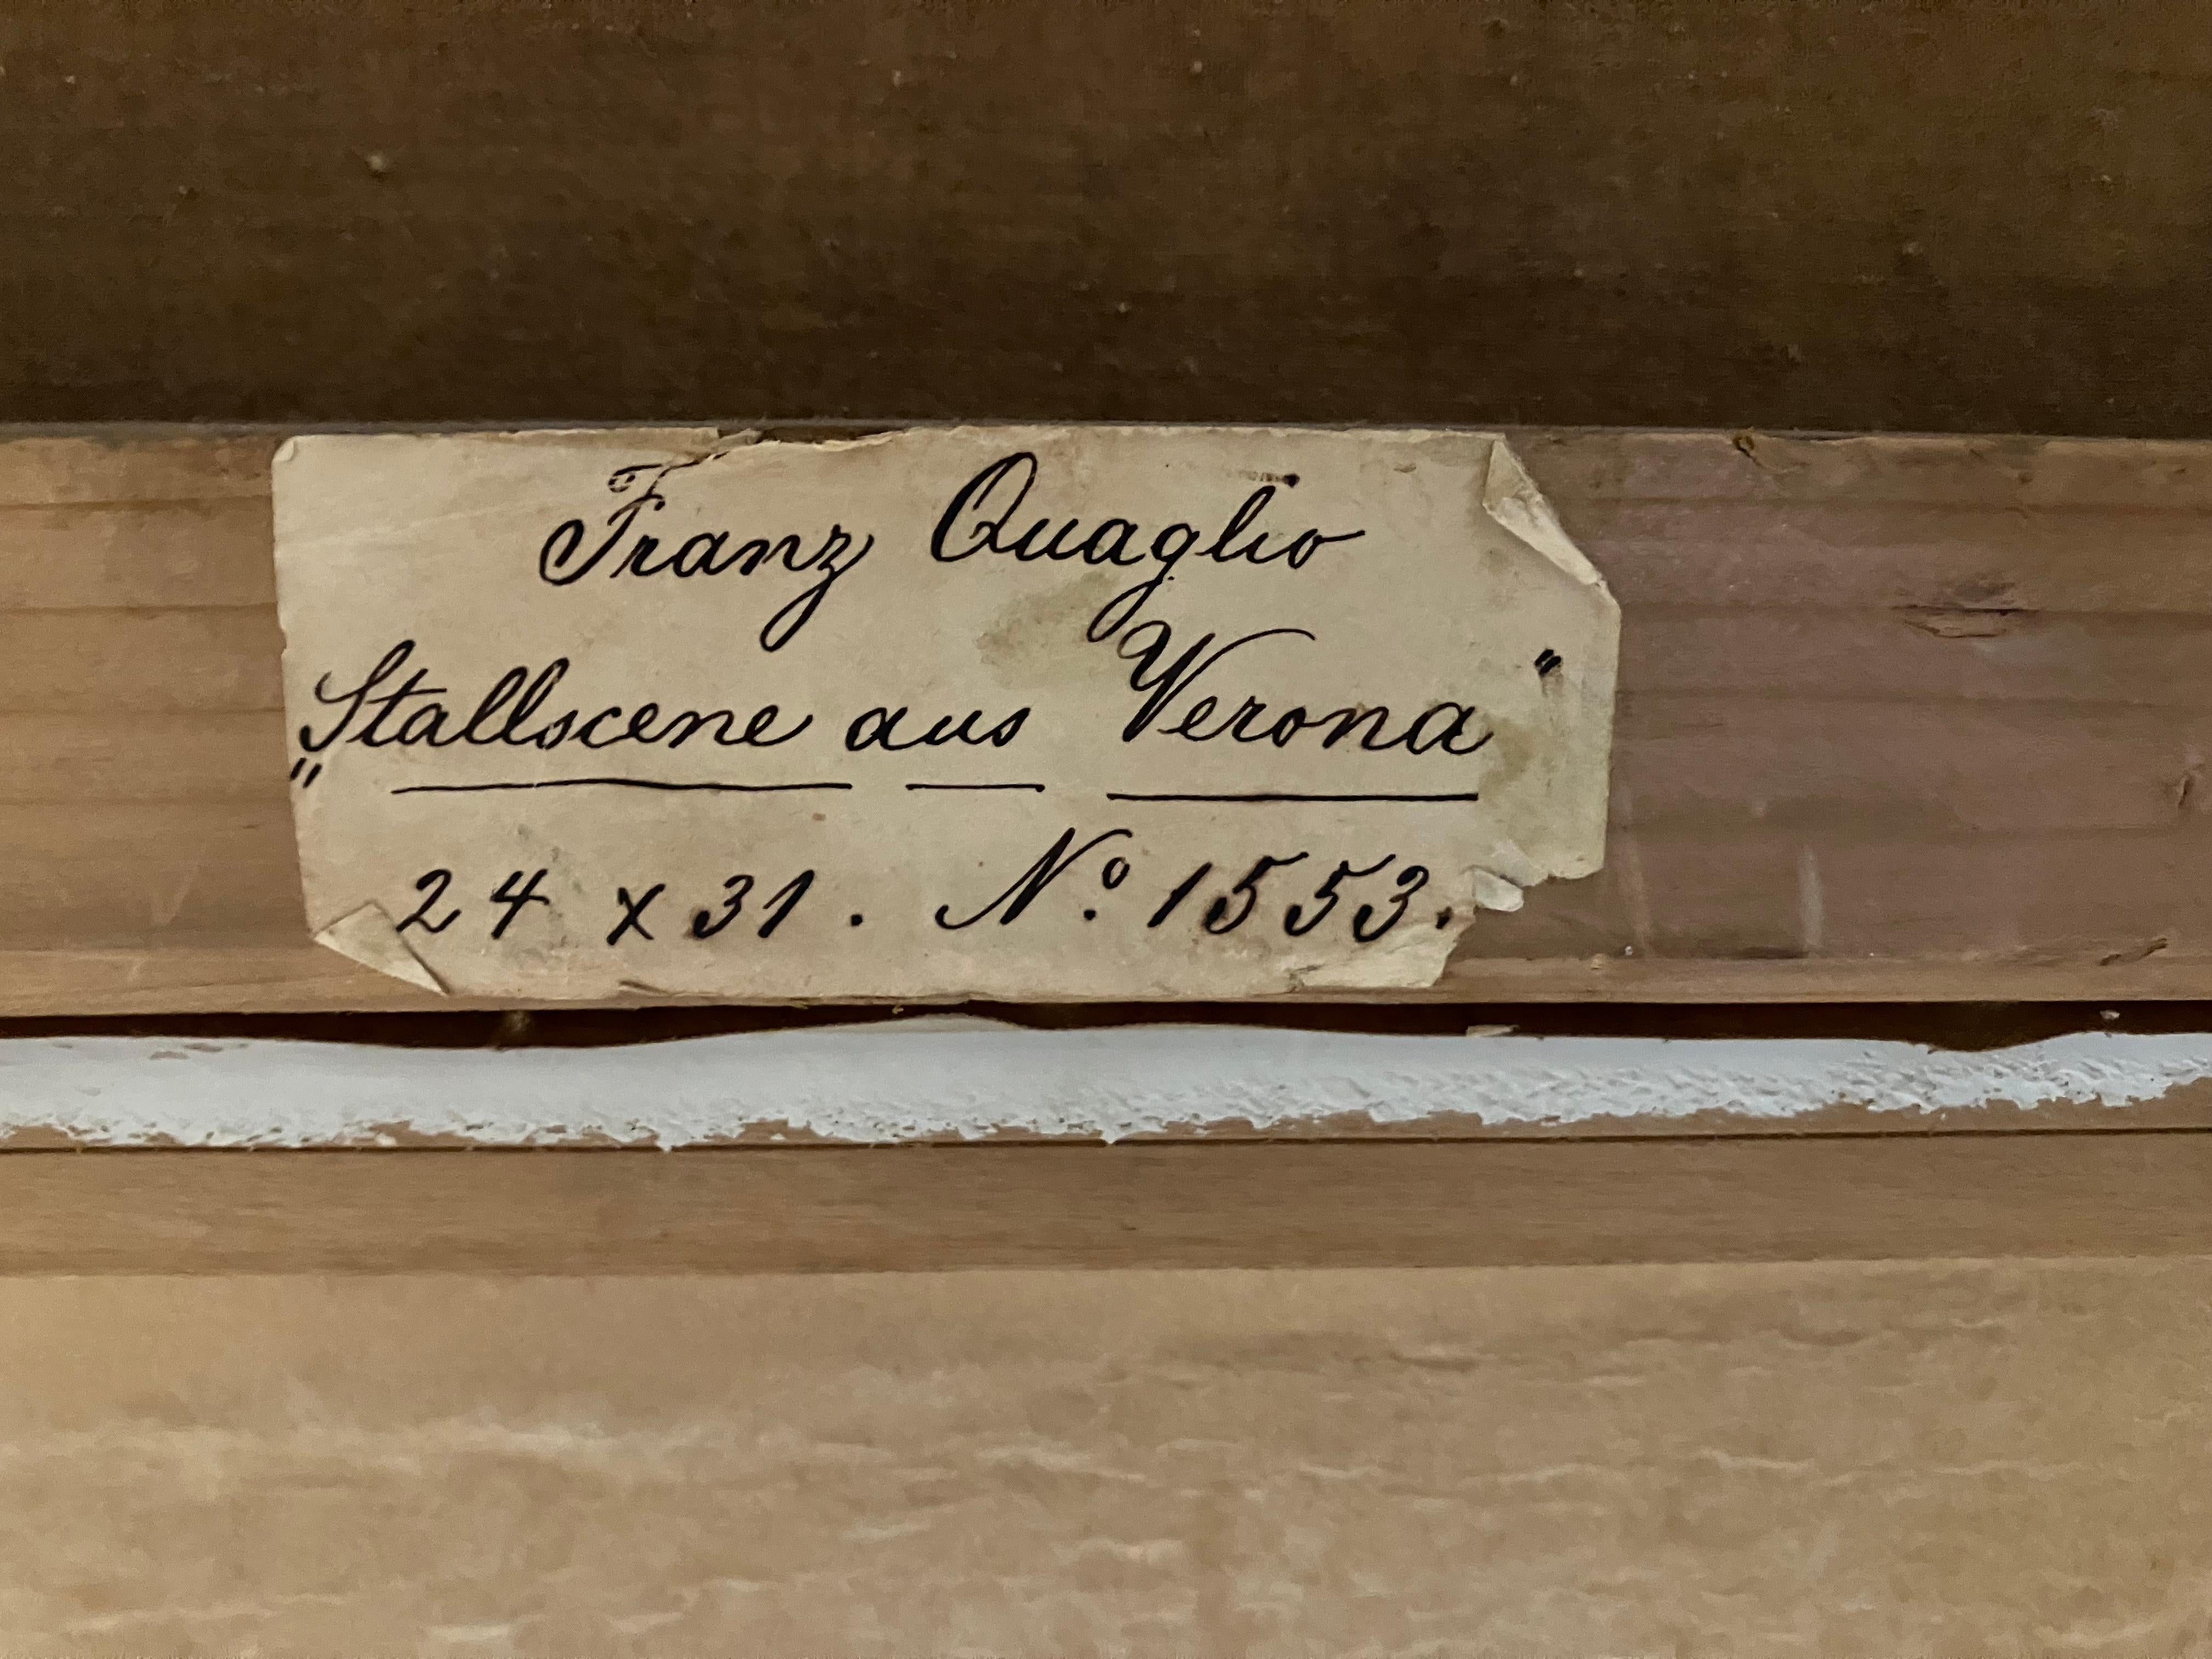 Franz Quaglio
„Stallscene aus Verona"
24 x 31. Nº 1553.